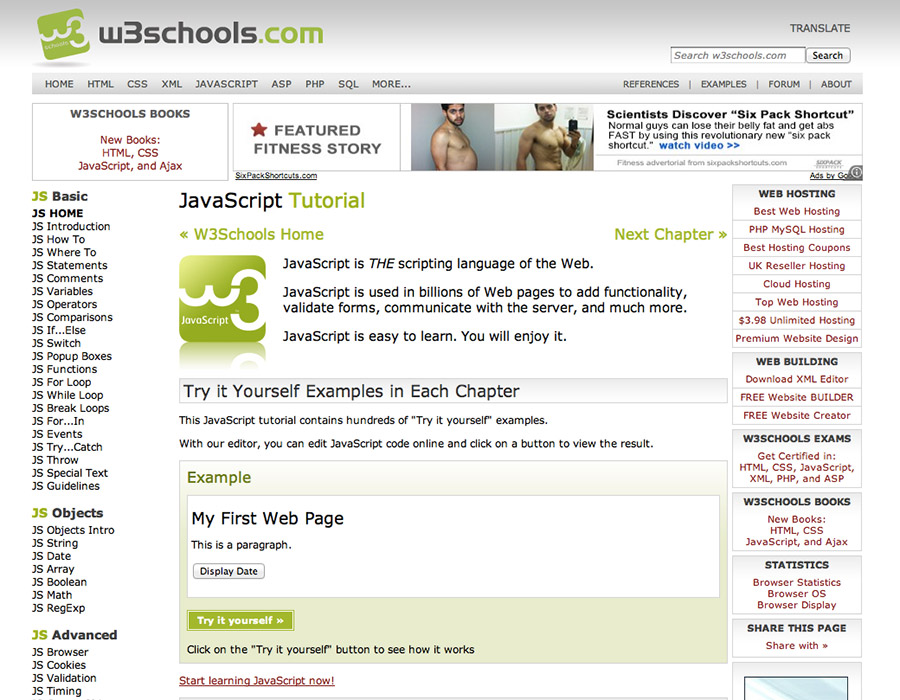 w3schools.com
w3 schools
TRANSLATE
Search w3schools.com
Search
HOME HTML CSS XML JAVASCRIPT ASP PHP SQL MORE...
REFERENCES | EXAMPLES | FORUM | ABOUT
W3SCHOOLS BOOKS
New Books:
HTML, CSS
JavaScript, and Ajax
FEATURED
FITNESS STORY
SixPackShortcuts.com
Scientists Discover “Six Pack Shortcut”
Normal guys can lose their belly fat and get abs
FAST by using this revolutionary new "six pack
shortcut." watch video >>
Fitness advertorial from sixpackshortcuts.com
SIXPACK
SHORTCUTS
Ads by Go
JS Basic
JS HOME
JS Introduction
JS How To
JS Where To
JS Statements
JS Comments
JS Variables
JS Operators
JS Comparisons
JS If...Else
JS Switch
JS Popup Boxes
JS Functions
JS For Loop
JS While Loop
JS Break Loops
JS For...In
JS Events
JS Try...Catch
JS Throw
JS Special Text
JS Guidelines
JS Objects
JS Objects Intro
JS String
JS Date
JS Array
JS Boolean
JS Math
JS RegExp
JS Advanced
JS Browser
JS Cookies
JS Validation
JS Timing
JavaScript Tutorial
« W3Schools Home
Next Chapter »
w3 JavaScript
JavaScript is THE scripting language of the Web.
JavaScript is used in billions of Web pages to add functionality,
validate forms, communicate with the server, and much more.
JavaScript is easy to learn. You will enjoy it.
Try it Yourself Examples in Each Chapter
This JavaScript tutorial contains hundreds of "Try it yourself" examples.
With our editor, you can edit JavaScript code online and click on a button to view the result.
Example
My First Web Page
This is a paragraph.
Display Date
Try it yourself »
Click on the "Try it yourself" button to see how it works
Start learning JavaScript now!
WEB HOSTING
Best Web Hosting
PHP MySQL Hosting
Best Hosting Coupons
UK Reseller Hosting
Cloud Hosting
Top Web Hosting
$3.98 Unlimited Hosting
Premium Website Design
WEB BUILDING
Download XML Editor
FREE Website BUILDER
FREE Website Creator
W3SCHOOLS EXAMS
Get Certified in:
HTML, CSS, JavaScript,
XML, PHP, and ASP
W3SCHOOLS BOOKS
New Books:
HTML, CSS
JavaScript, and Ajax
STATISTICS
Browser Statistics
Browser OS
Browser Display
SHARE THIS PAGE
Share with »